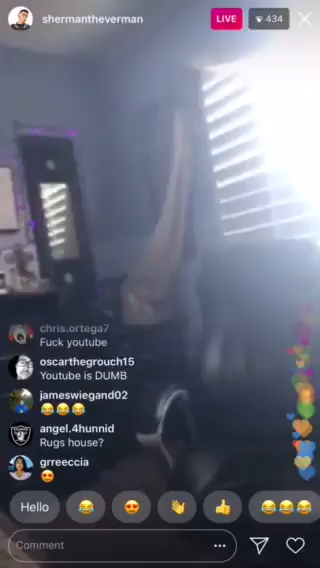 shermantheverman
LIVE
434
chris.ortega7
Fuck youtube
oscarthegrouch15
Youtube is DUMB
jameswiegand02
😂😂😂
angel.4hunnid
Rugs house?
grreeccia
😍
Hello
😂 😍 👋 👍 😂😂😂
Comment